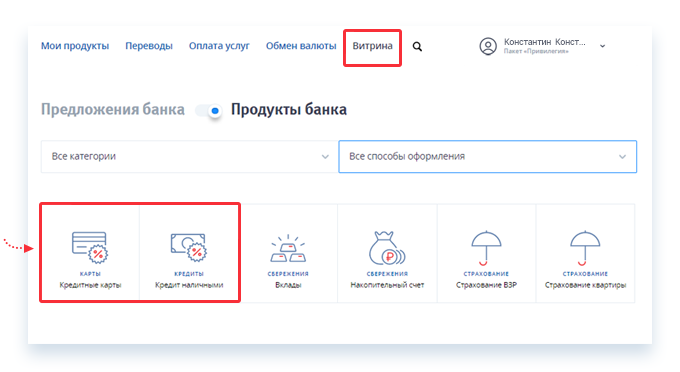 Мои продукты Переводы Оплата услуг Обмен валюты Витрина Константин Конст...
Пакет «Привилегия»
Предложения банка Продукты банка
Все категории Все способы оформления
КАРТЫ КРЕДИТЫ СБЕРЕЖЕНИЯ СБЕРЕЖЕНИЯ СТРАХОВАНИЕ СТРАХОВАНИЕ
Кредитные карты Кредит наличными Вклады Накопительный счет Страхование ВЗР Страхование квартиры